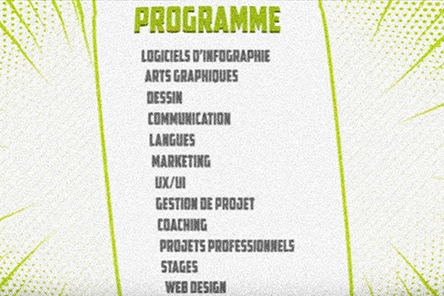 PROGRAMME
LOGICIELS D'INFOGRAPHIE
ARTS GRAPHIQUES
DESSIN
COMMUNICATION
LANGUES
MARKETING
UX/UI
GESTION DE PROJET
COACHING
PROJETS PROFESSIONNELS
STAGES
WEB DESIGN